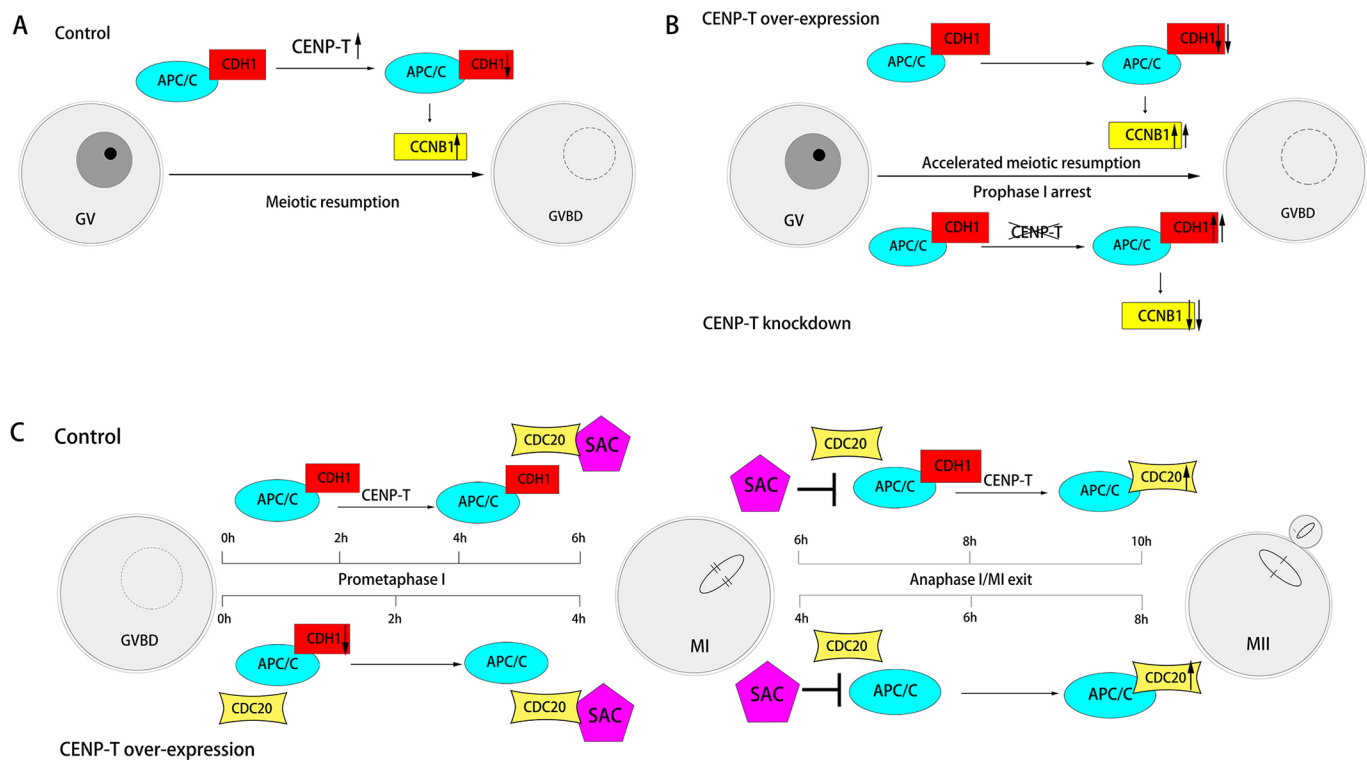 A
Control
APC/C
CDH1
CENP-T
APC/C
CDH1
CCNB1
GV
Meiotic resumption
GVBD
B
CENP-T over-expression
APC/C
CDH1
APC/C
CDH1
CCNB1
GV
Accelerated meiotic resumption
Prophase I arrest
GVBD
APC/C
CDH1
CENP-T
APC/C
CDH1
CCNB1
CENP-T knockdown
C
Control
CDC20
SAC
APC/C
CDH1
CENP-T
APC/C
CDH1
0h
2h
4h
6h
GVBD
Prometaphase I
0h
2h
4h
APC/C
CDH1
CDC20
APC/C
CDC20
SAC
CENP-T over-expression
MI
CDC20
SAC
APC/C
CDH1
CENP-T
APC/C
CDC20
6h
8h
10h
Anaphase I/MI exit
4h
6h
8h
CDC20
SAC
APC/C
APC/C
CDC20
MII